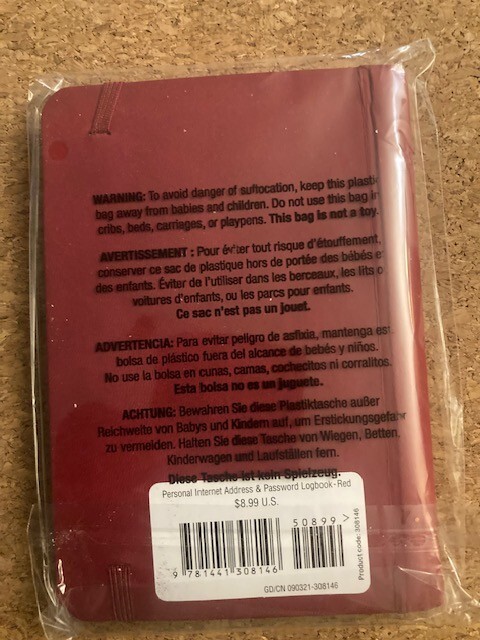 WARNING: To avoid danger of suffocation, keep this plastic
bag away from babies and children. Do not use this bag in
cribs, beds, carriages, or playpens. This bag is not a toy.
AVERTISSEMENT : Pour éviter tout risque d'étouffement,
conserver ce sac de plastique hors de portée des bébés et
des enfants. Éviter de l'utiliser dans les berceaux, les lits o
voitures d'enfants, ou les parcs pour enfants.
Ce sac n'est pas un jouet.
ADVERTENCIA: Para evitar peligro de asfixia, mantenga est
bolsa de plástico fuera del alcance de bebés y niños.
No use la bolsa en cunas, camas, cochecitos ni corralitos.
Esta bolsa no es un juguete.
ACHTUNG: Bewahren Sie diese Plastiktasche außer
Reichweite von Babys und Kindern auf, um Erstickungsgefahr
zu vermeiden. Halten Sie diese Tasche von Wiegen, Betten,
Kinderwagen und Laufställen fern.
Diese Tasche ist kein Spielzeug.
Personal Internet Address & Password Logbook - Red
$8.99 U.S.
50899 >
9 781441 308146
GD/CN 090321-308146
Product code: 308146